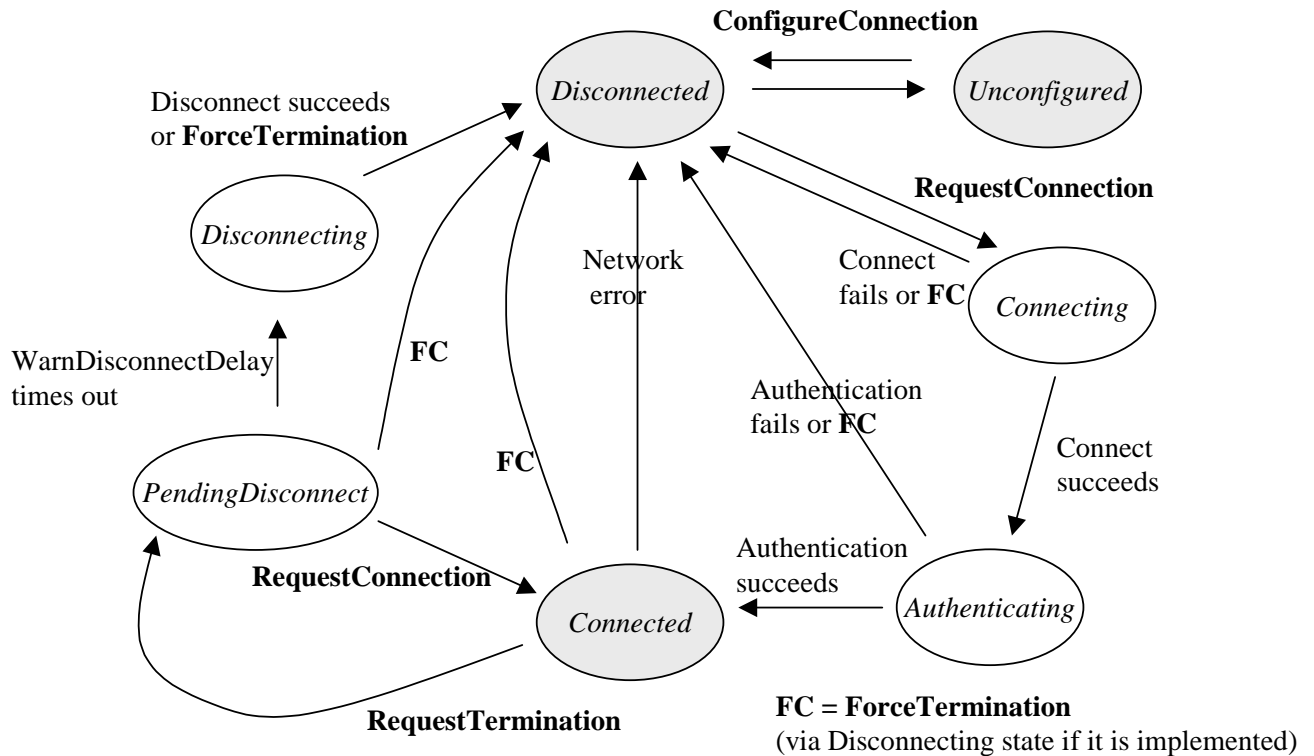 ConfigureConnection
Disconnected
Unconfigured
Disconnect succeeds
or ForceTermination
RequestConnection
Disconnecting
Network
error
Connect
fails or FC
Connecting
WarnDisconnectDelay
times out
FC
Authentication
fails or FC
Connect
succeeds
FC
PendingDisconnect
RequestConnection
Authentication
succeeds
Connected
Authenticating
RequestTermination
FC = ForceTermination
(via Disconnecting state if it is implemented)